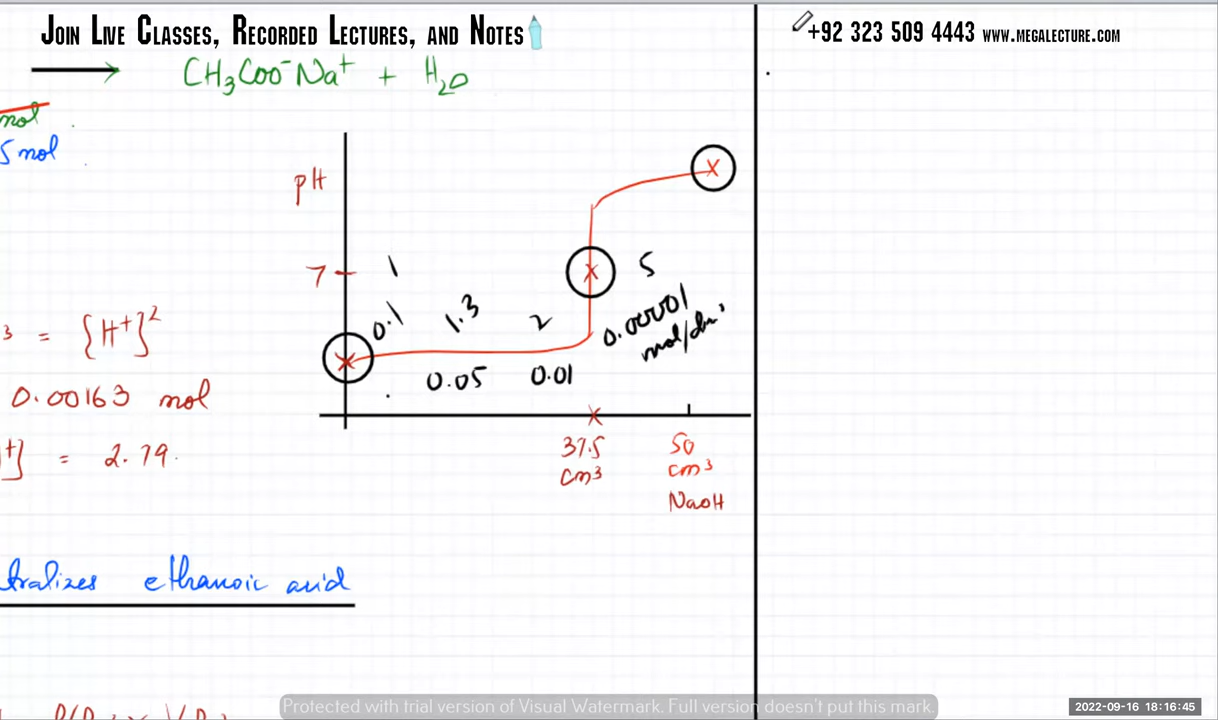 JOIN LIVE CLASSES, RECORDED LECTURES, AND NOTES
+92 323 509 4443 WWW.MEGALECTURE.COM
⟶ CH₃COO⁻Na⁺ + H₂O
mol
5 mol
pH
7
1
5
0.1
1.3
2
0.00001
mol/dm³
0.05
0.01
3 = [H⁺]²
0.00163 mol
⁺] = 2.79
37.5
cm³
50
cm³
NaOH
tralizes ethanoic acid
Protected with trial version of Visual Watermark. Full version doesn't put this mark.
2022-09-16 18:16:45